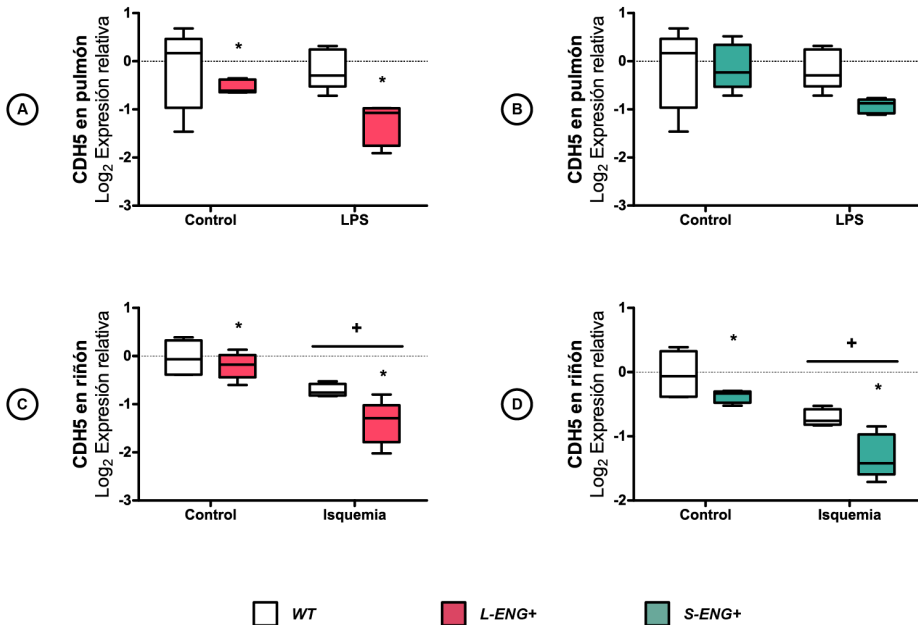 A
CDH5 en pulmón
Log2 Expresión relativa
1
0
-1
-2
-3
*
*
Control
LPS
B
CDH5 en pulmón
Log2 Expresión relativa
1
0
-1
-2
-3
Control
LPS
C
CDH5 en riñón
Log2 Expresión relativa
1
0
-1
-2
-3
*
+
*
Control
Isquemia
D
CDH5 en riñón
Log2 Expresión relativa
1
0
-1
-2
*
+
*
Control
Isquemia
WT
L-ENG+
S-ENG+